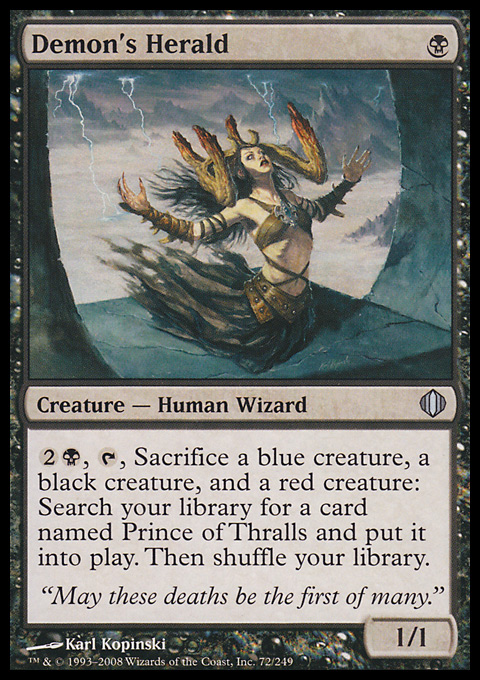 Demon's Herald
Creature — Human Wizard
2 , , Sacrifice a blue creature, a
black creature, and a red creature:
Search your library for a card
named Prince of Thralls and put it
into play. Then shuffle your library.
“May these deaths be the first of many.”
Karl Kopinski
1/1
™ & © 1993–2008 Wizards of the Coast, Inc. 72/249